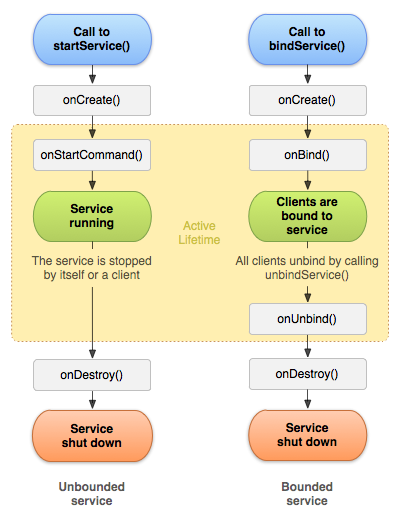 Call to
startService()
onCreate()
onStartCommand()
Service
running
The service is stopped
by itself or a client
onDestroy()
Service
shut down
Unbounded
service
Active
Lifetime
Call to
bindService()
onCreate()
onBind()
Clients are
bound to
service
All clients unbind by calling
unbindService()
onUnbind()
onDestroy()
Service
shut down
Bounded
service